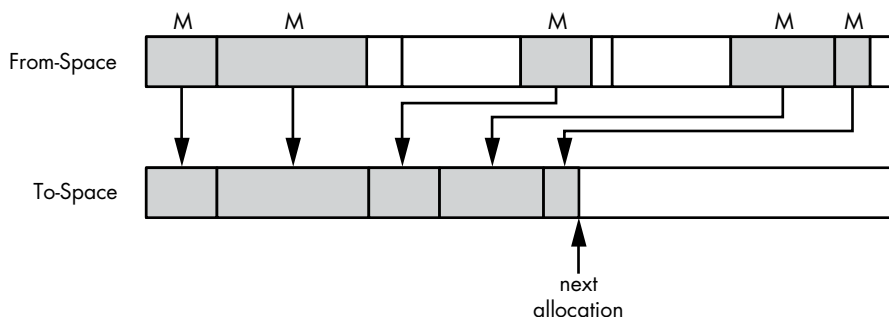 M M M M M
From-Space
To-Space
next
allocation